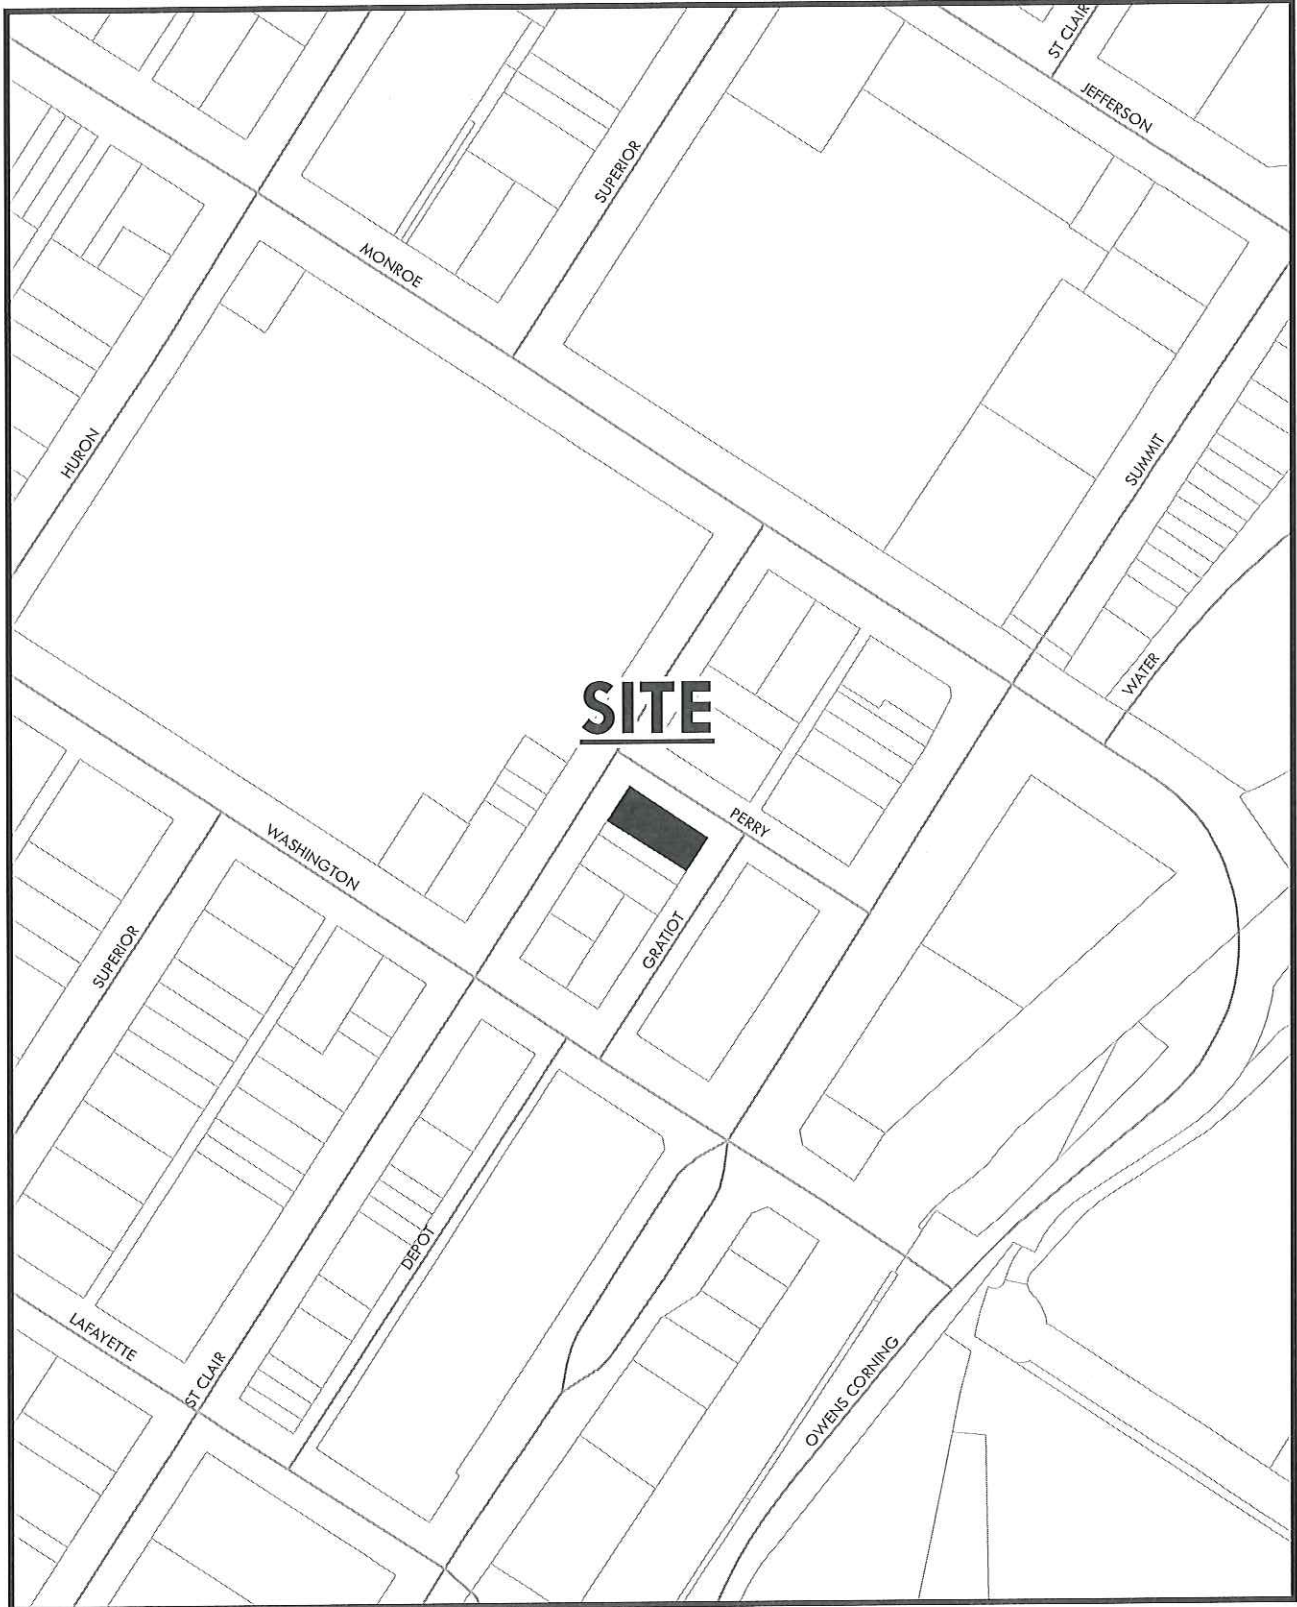 ST CLAIR
JEFFERSON
SUPERIOR
MONROE
HURON
SUMMIT
WATER
SITE
PERRY
WASHINGTON
GRATIOT
SUPERIOR
DEPOT
LAFAYETTE
ST CLAIR
OWENS CORNING